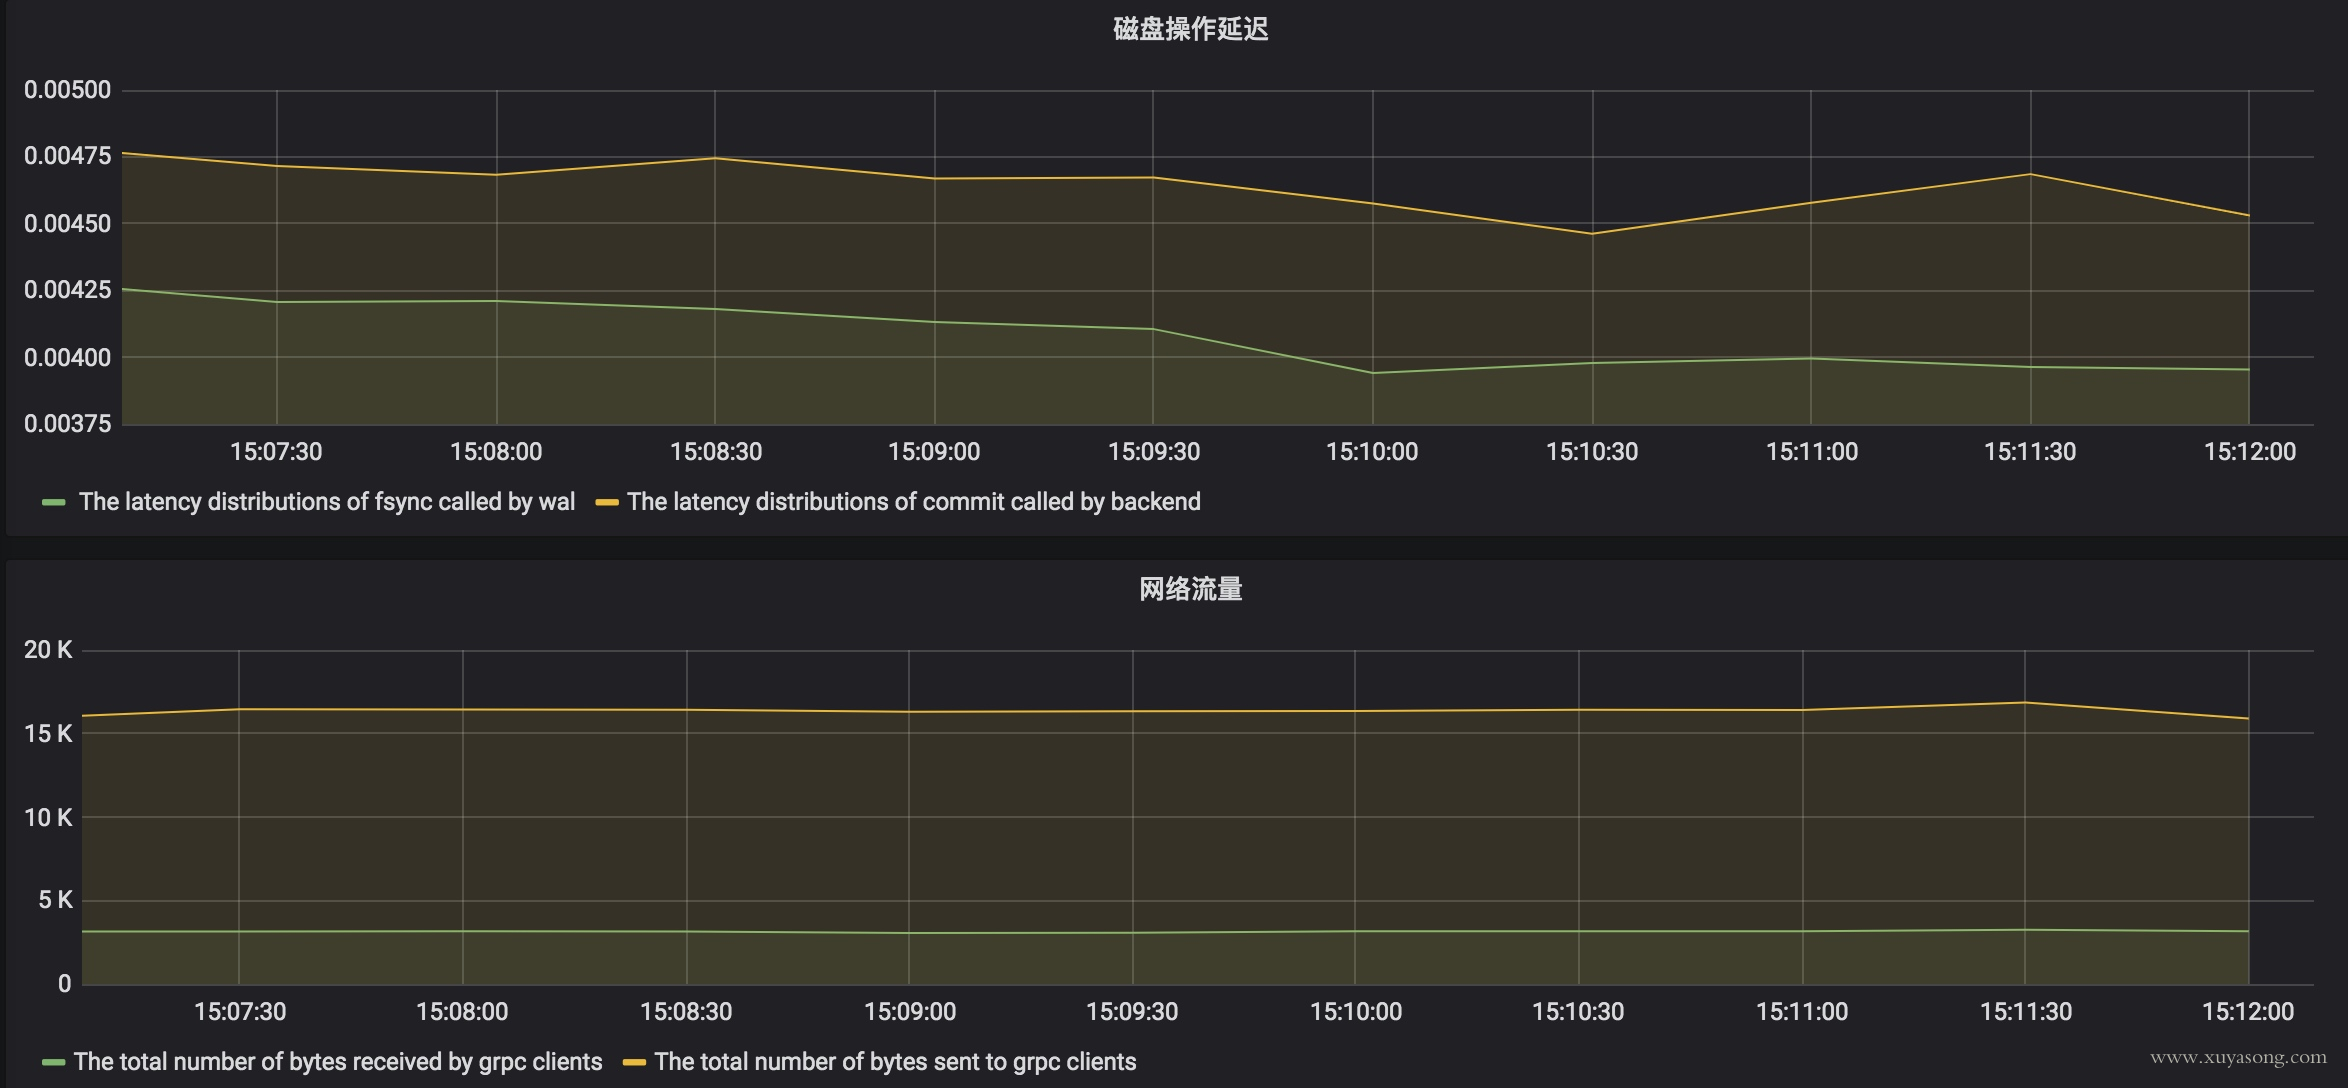 磁盘操作延迟
0.00500
0.00475
0.00450
0.00425
0.00400
0.00375
15:07:30 15:08:00 15:08:30 15:09:00 15:09:30 15:10:00 15:10:30 15:11:00 15:11:30 15:12:00
The latency distributions of fsync called by wal The latency distributions of commit called by backend
网络流量
20 K
15 K
10 K
5 K
0
15:07:30 15:08:00 15:08:30 15:09:00 15:09:30 15:10:00 15:10:30 15:11:00 15:11:30 15:12:00
The total number of bytes received by grpc clients The total number of bytes sent to grpc clients
www.xuyasong.com